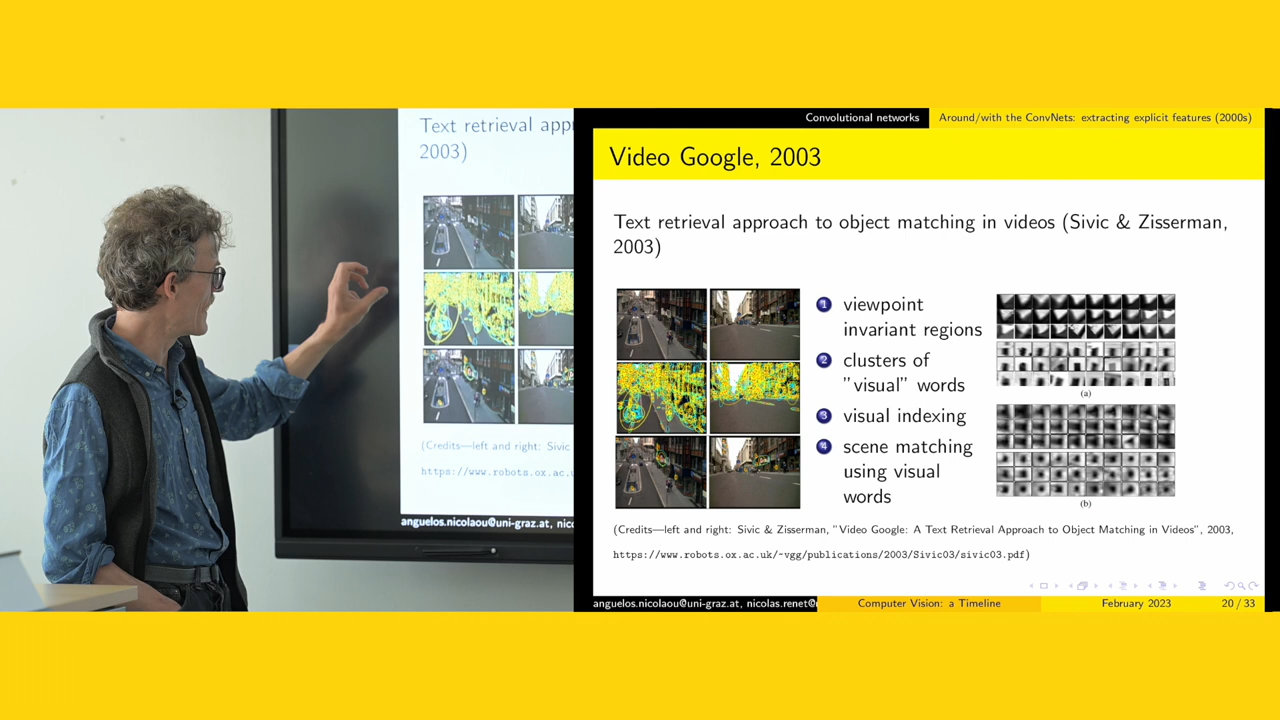 Text retrieval app
2003)
(Credits—left and right: Sivic
https://www.robots.ox.ac.u
anguelos.nicolaou@uni-graz.at, nico
Convolutional networks
Around/with the ConvNets: extracting explicit features (2000s)
Video Google, 2003
Text retrieval approach to object matching in videos (Sivic & Zisserman,
2003)
1 viewpoint
invariant regions
2 clusters of
"visual" words
3 visual indexing
4 scene matching
using visual
words
(a)
(b)
(Credits—left and right: Sivic & Zisserman, "Video Google: A Text Retrieval Approach to Object Matching in Videos", 2003,
https://www.robots.ox.ac.uk/~vgg/publications/2003/Sivic03/sivic03.pdf)
anguelos.nicolaou@uni-graz.at, nicolas.renet@
Computer Vision: a Timeline
February 2023
20 / 33